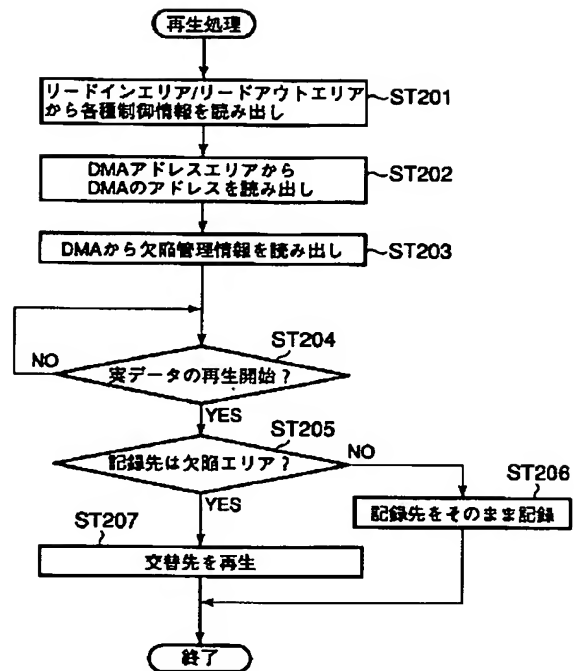 再生処理
リードインエリア/リードアウトエリア
から各種制御情報を読み出し
ST201
DMAアドレスエリアから
DMAのアドレスを読み出し
ST202
DMAから欠陥管理情報を読み出し
ST203
ST204
NO
実データの再生開始?
YES
ST205
記録先は欠陥エリア?
NO
YES
ST206
記録先をそのまま記録
ST207
交替先を再生
終了